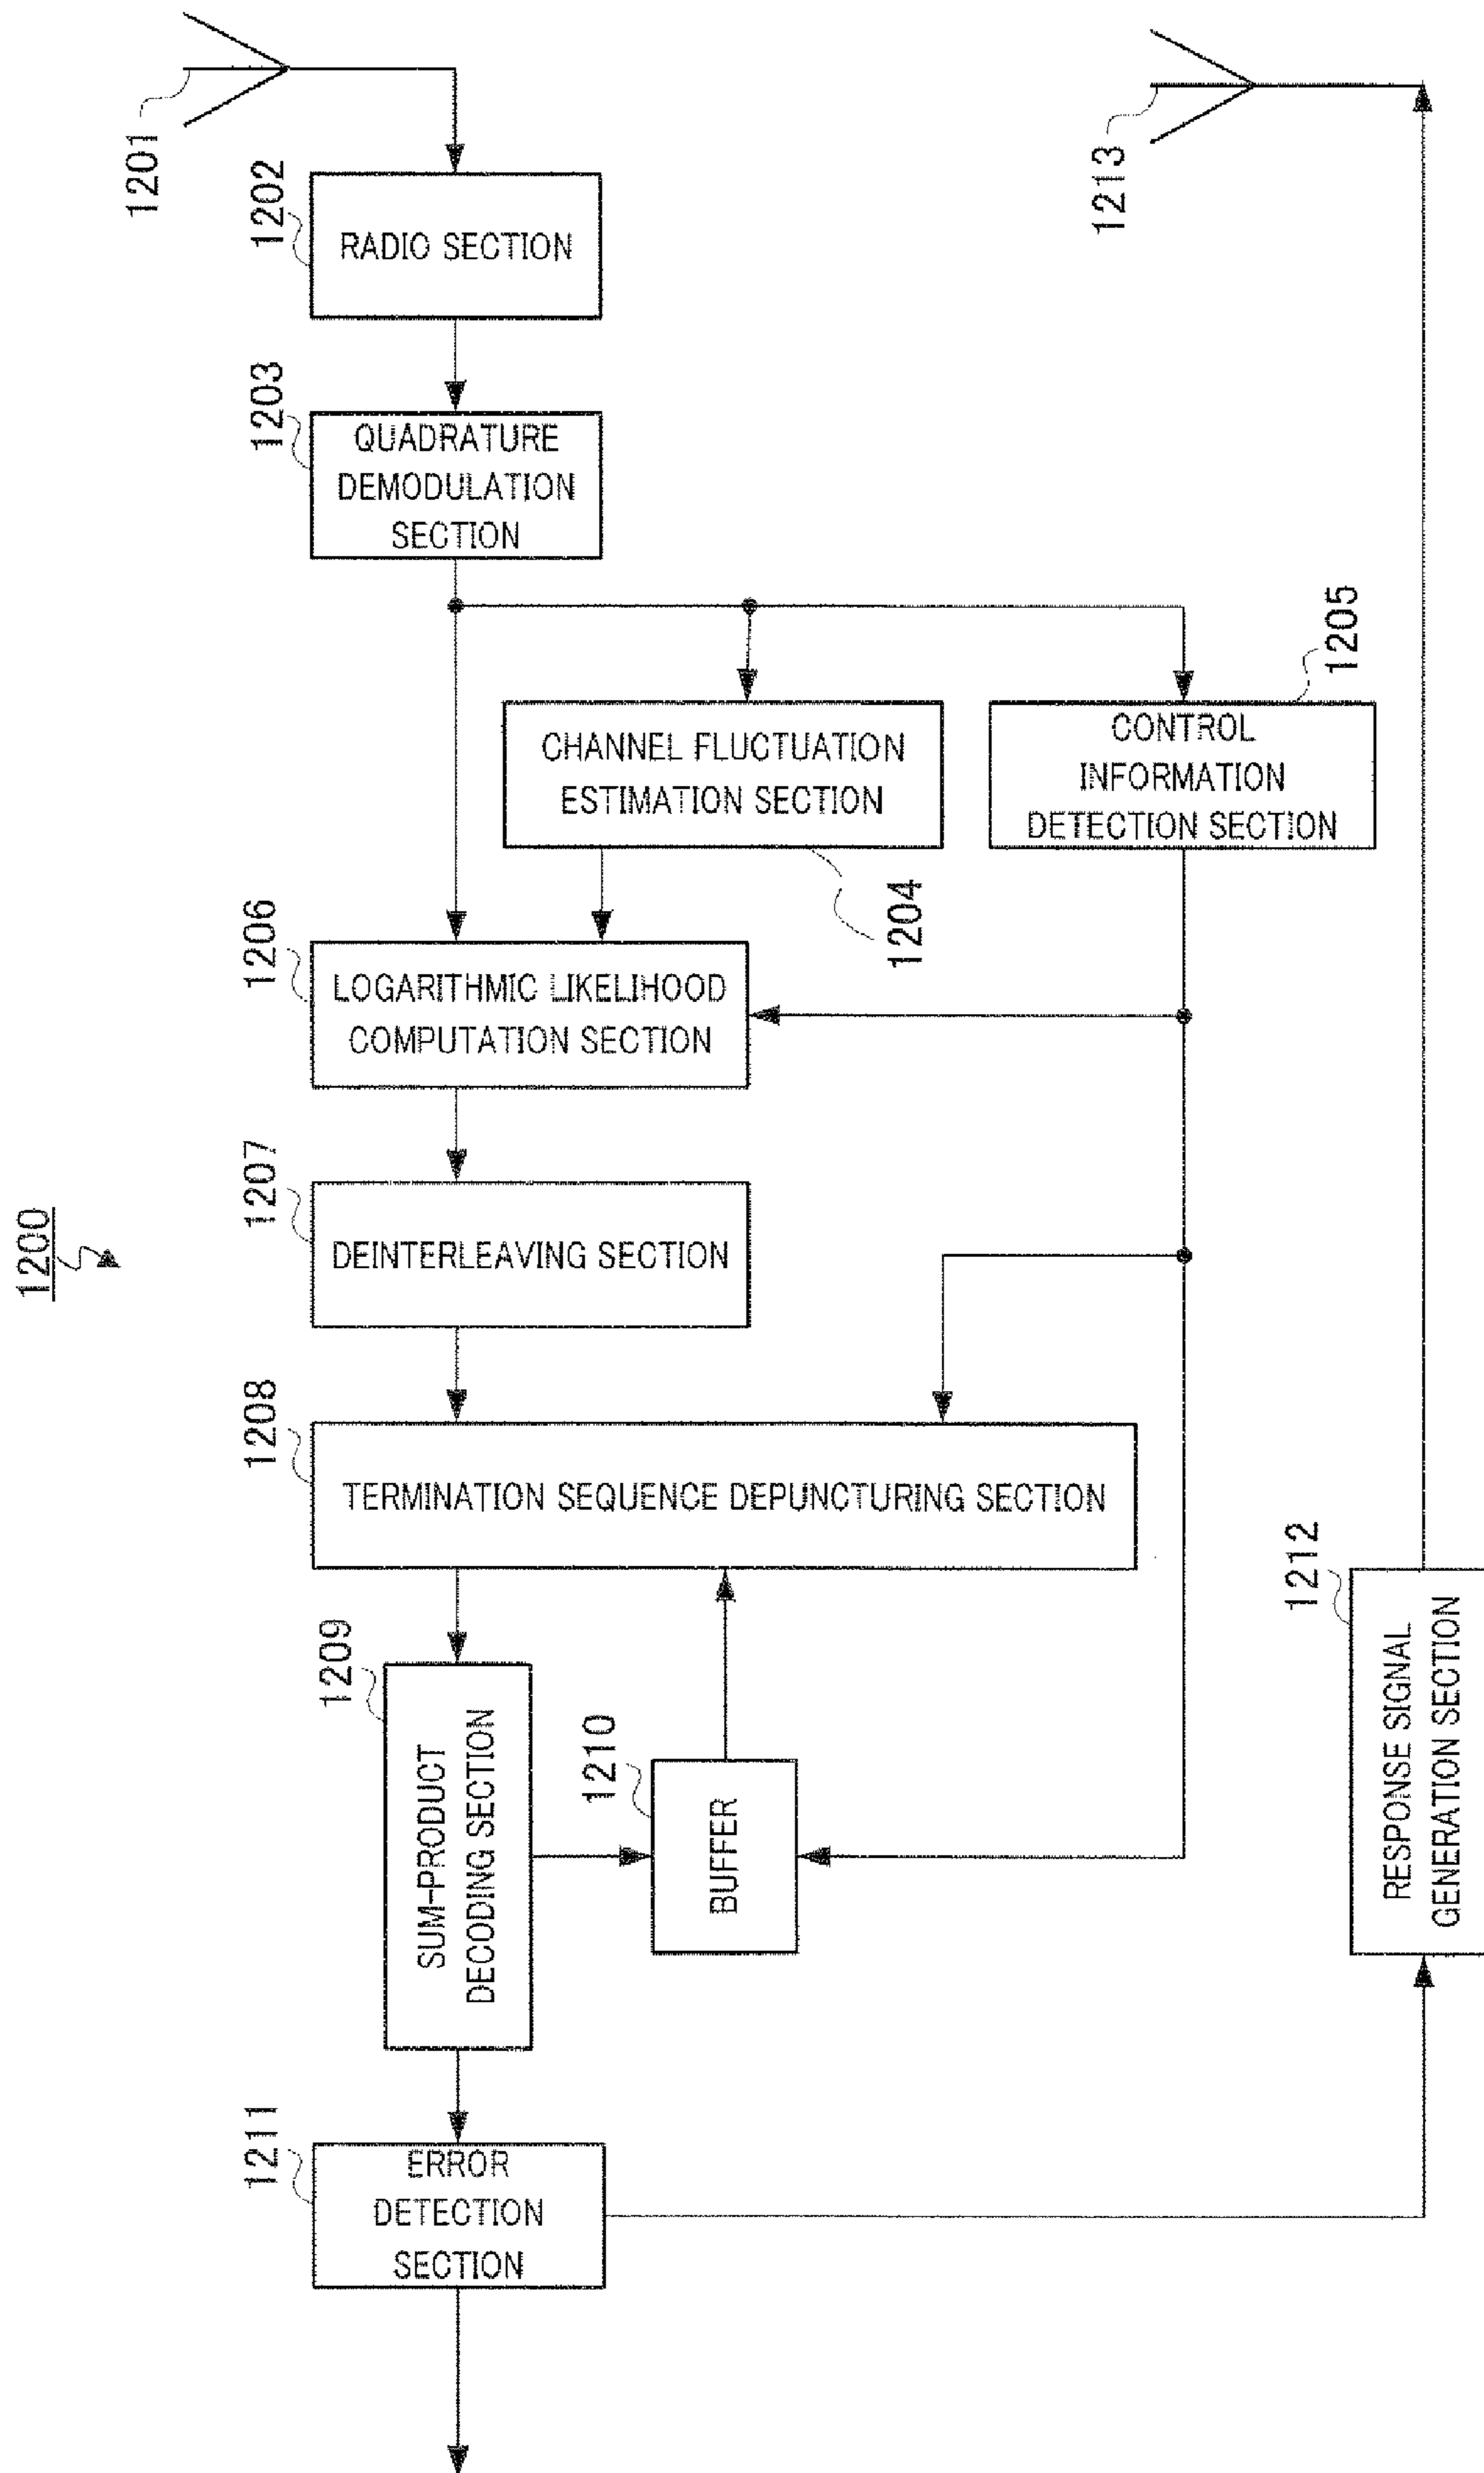 1200
1201
1202
RADIO SECTION
1203
QUADRATURE
DEMODULATION
SECTION
CHANNEL FLUCTUATION
ESTIMATION SECTION
1204
1205
CONTROL
INFORMATION
DETECTION SECTION
1206
LOGARITHMIC LIKELIHOOD
COMPUTATION SECTION
1207
DEINTERLEAVING SECTION
1208
TERMINATION SEQUENCE DEPUNCTURING SECTION
1209
SUM-PRODUCT
DECODING SECTION
1210
BUFFER
1211
ERROR
DETECTION
SECTION
1212
RESPONSE SIGNAL
GENERATION SECTION
1213